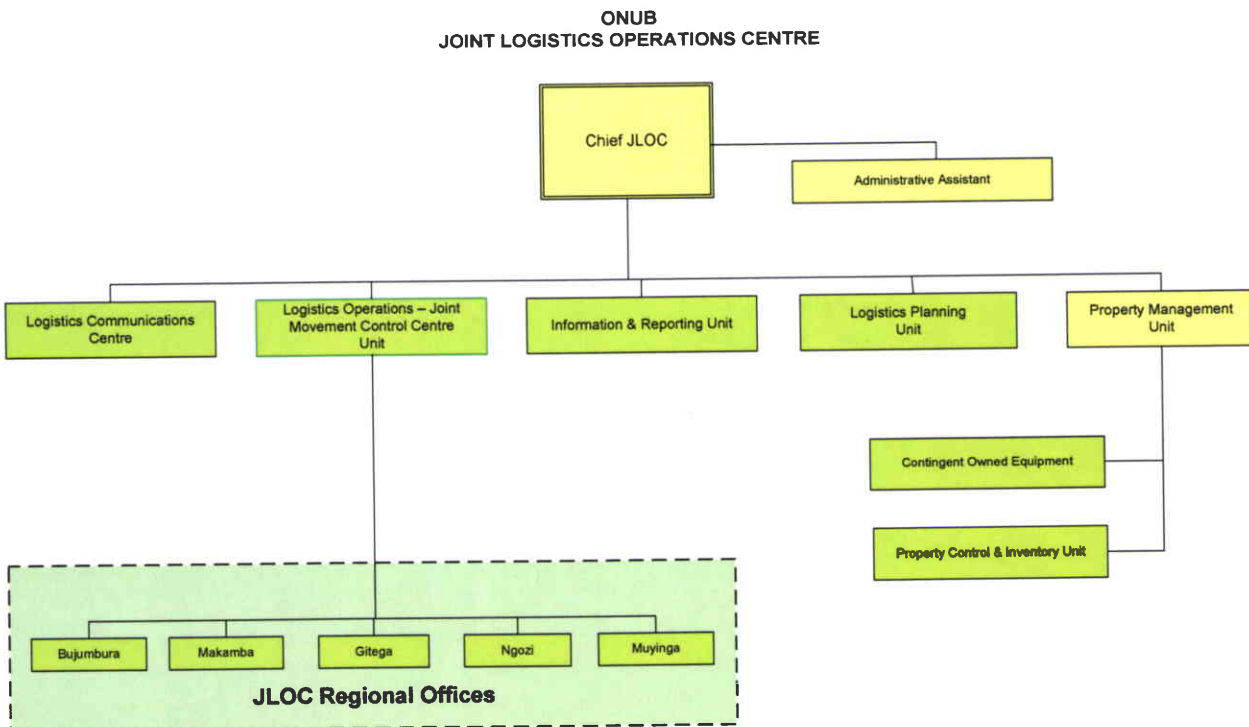 ONUB
JOINT LOGISTICS OPERATIONS CENTRE
Chief JLOC
Administrative Assistant
Logistics Communications
Centre
Logistics Operations – Joint
Movement Control Centre
Unit
Information & Reporting Unit
Logistics Planning
Unit
Property Management
Unit
Contingent Owned Equipment
Property Control & Inventory Unit
Bujumbura
Makamba
Gitega
Ngozi
Muyinga
JLOC Regional Offices